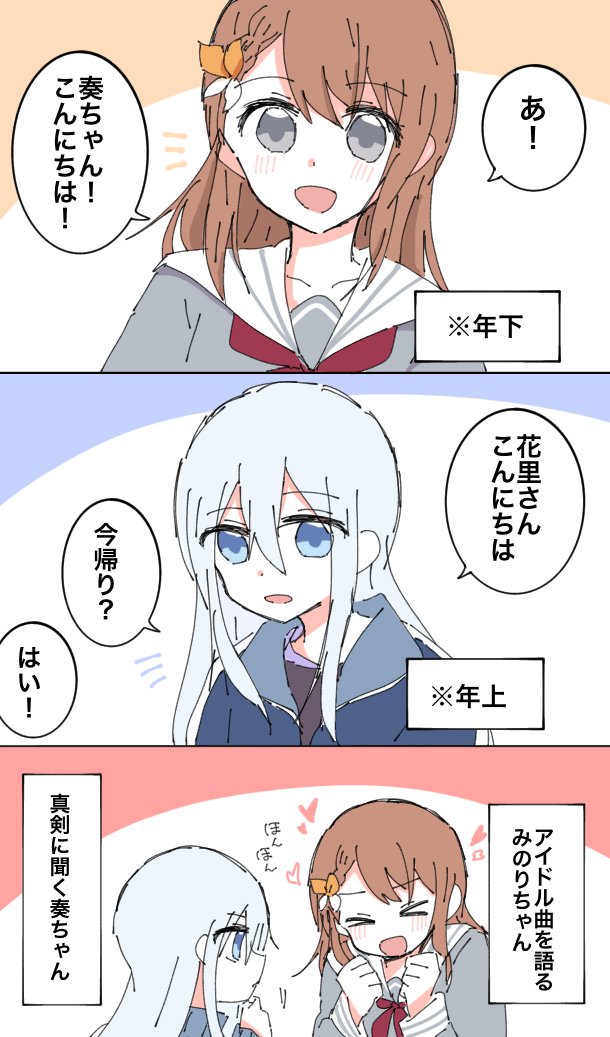 あ！
奏ちゃん！
こんにちは！
※年下
花里さん
こんにちは
今帰り？
※年上
はい！
アイドル曲を語る
みのりちゃん
ほん
ほん
真剣に聞く奏ちゃん